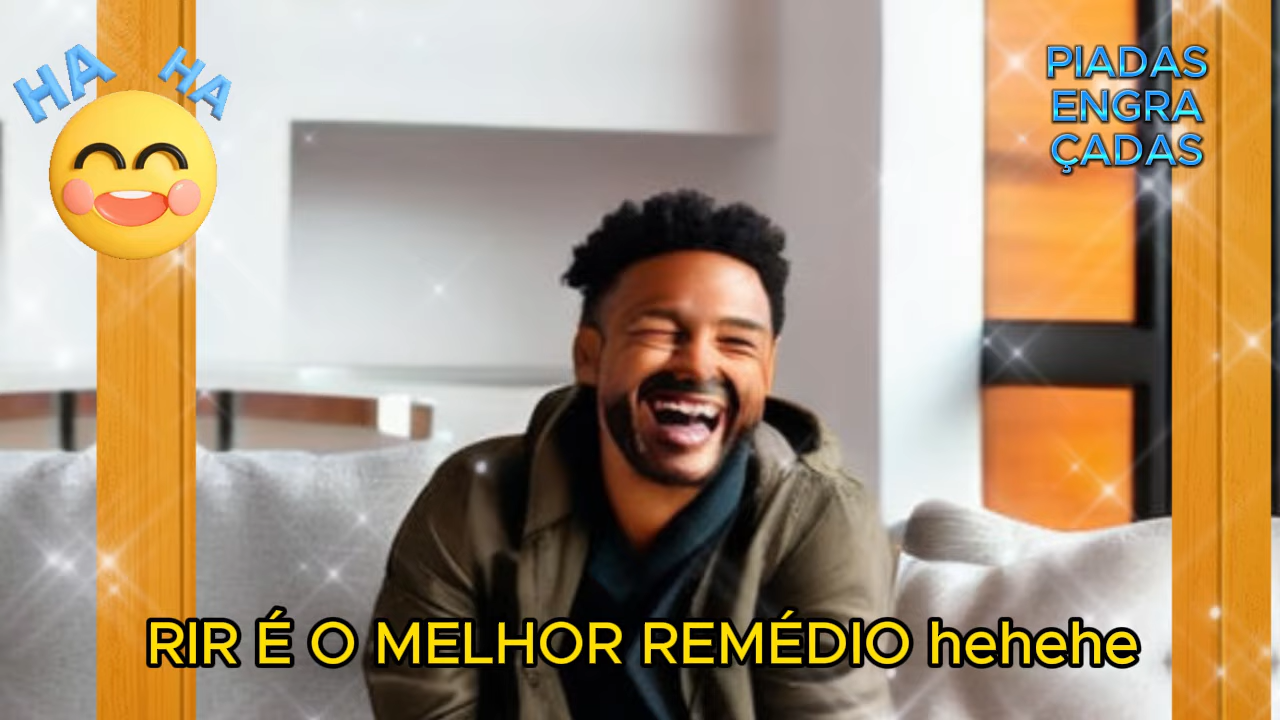 HA HA
PIADAS
ENGRA
ÇADAS
RIR É O MELHOR REMÉDIO hehehe